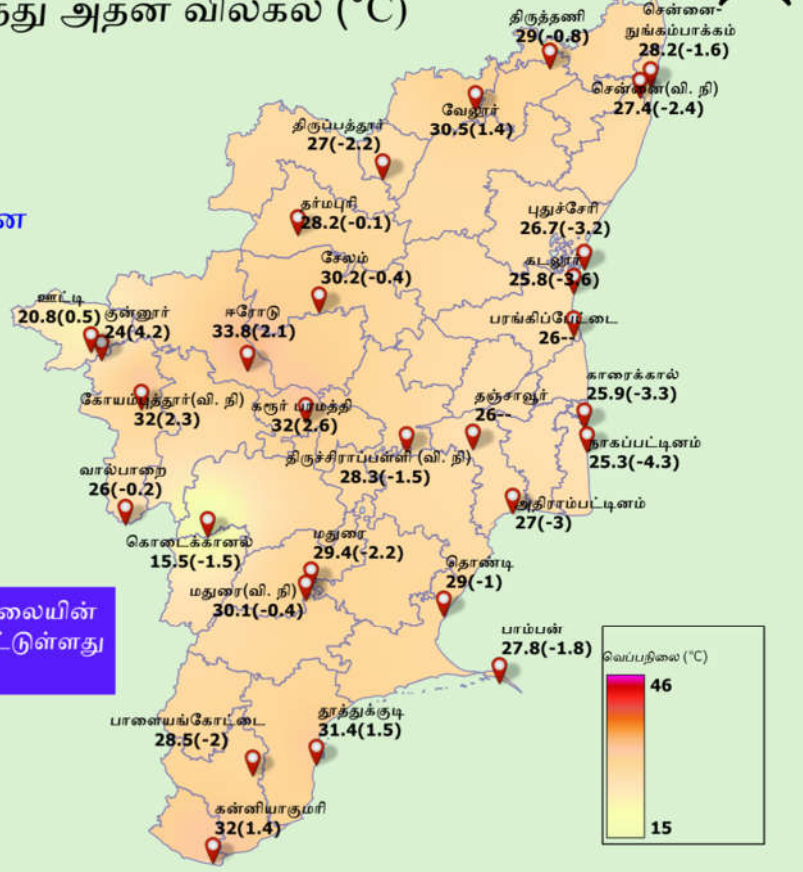 அதன் விலகல் (°C)
சென்னை-
நுங்கம்பாக்கம்
28.2(-1.6)
திருத்தணி
29(-0.8)
சென்னை(வி. நி)
27.4(-2.4)
வேலூர்
30.5(1.4)
திருப்பத்தூர்
27(-2.2)
தர்மபுரி
28.2(-0.1)
புதுச்சேரி
26.7(-3.2)
சேலம்
30.2(-0.4)
கடலூர்
25.8(-3.6)
ஊட்டி
20.8(0.5)
குன்னூர்
24(4.2)
ஈரோடு
33.8(2.1)
பரங்கிப்பேட்டை
26--
காரைக்கால்
25.9(-3.3)
கோயம்புத்தூர்(வி. நி)
32(2.3)
கரூர் பரமத்தி
32(2.6)
தஞ்சாவூர்
26--
நாகப்பட்டினம்
25.3(-4.3)
திருச்சிராப்பள்ளி (வி. நி)
28.3(-1.5)
வால்பாறை
26(-0.2)
அதிராம்பட்டினம்
27(-3)
கொடைக்கானல்
15.5(-1.5)
மதுரை
29.4(-2.2)
மதுரை(வி. நி)
30.1(-0.4)
தொண்டி
29(-1)
பாம்பன்
27.8(-1.8)
வெப்பநிலை (°C)
46
15
பாளையங்கோட்டை
28.5(-2)
தூத்துக்குடி
31.4(1.5)
கன்னியாகுமரி
32(1.4)